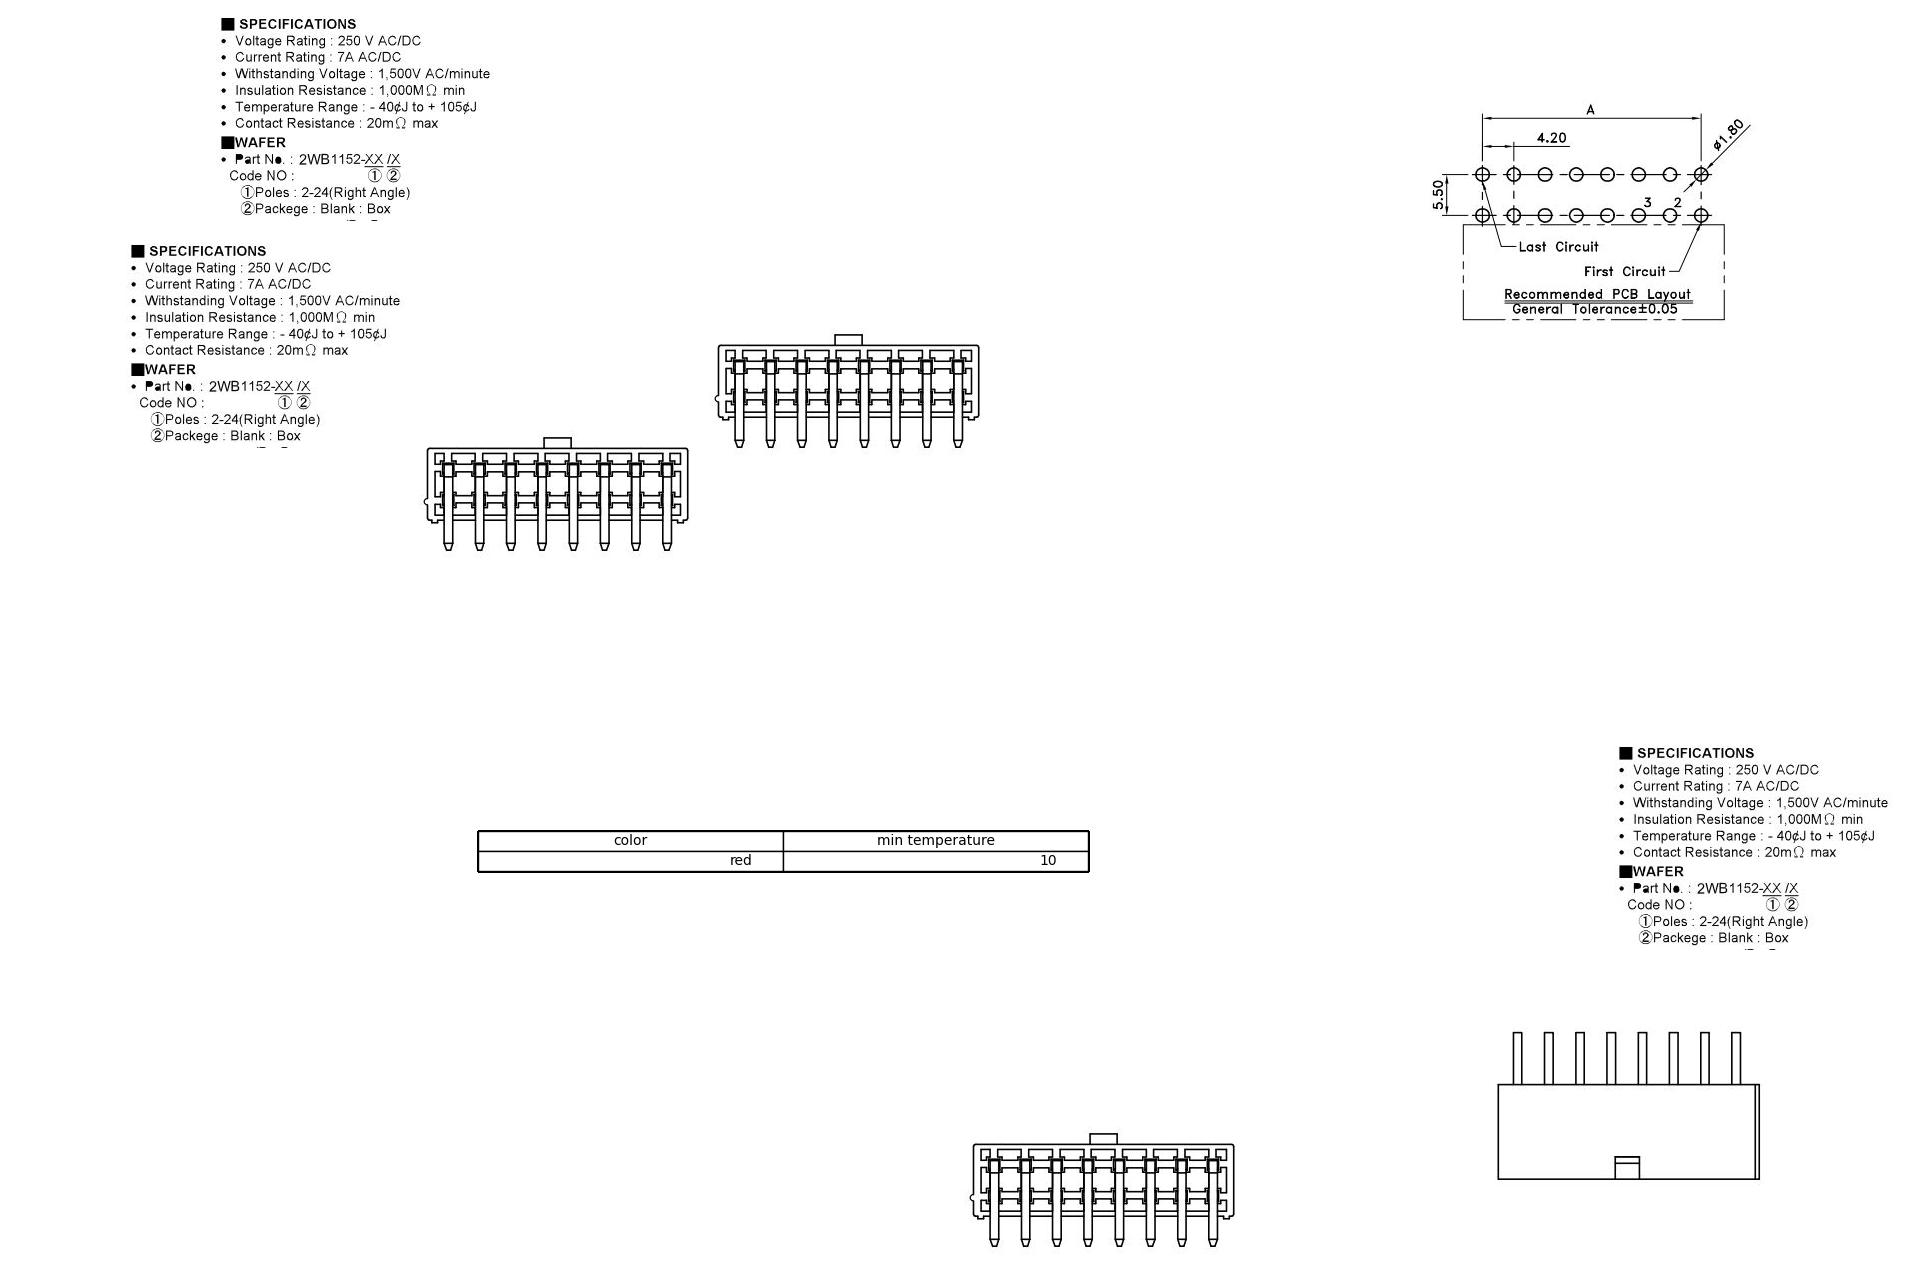 ■ SPECIFICATIONS
• Voltage Rating : 250 V AC/DC
• Current Rating : 7A AC/DC
• Withstanding Voltage : 1,500V AC/minute
• Insulation Resistance : 1,000MΩ min
• Temperature Range : - 40¢J to + 105¢J
• Contact Resistance : 20mΩ max
■WAFER
• Part No. : 2WB1152-XX /X
Code NO : ① ②
①Poles : 2-24(Right Angle)
②Packege : Blank : Box
A
4.20
ø1.80
5.50
3 2
Last Circuit
First Circuit
Recommended PCB Layout
General Tolerance±0.05
■ SPECIFICATIONS
• Voltage Rating : 250 V AC/DC
• Current Rating : 7A AC/DC
• Withstanding Voltage : 1,500V AC/minute
• Insulation Resistance : 1,000MΩ min
• Temperature Range : - 40¢J to + 105¢J
• Contact Resistance : 20mΩ max
■WAFER
• Part No. : 2WB1152-XX /X
Code NO : ① ②
①Poles : 2-24(Right Angle)
②Packege : Blank : Box
color min temperature
red 10
■ SPECIFICATIONS
• Voltage Rating : 250 V AC/DC
• Current Rating : 7A AC/DC
• Withstanding Voltage : 1,500V AC/minute
• Insulation Resistance : 1,000MΩ min
• Temperature Range : - 40¢J to + 105¢J
• Contact Resistance : 20mΩ max
■WAFER
• Part No. : 2WB1152-XX /X
Code NO : ① ②
①Poles : 2-24(Right Angle)
②Packege : Blank : Box